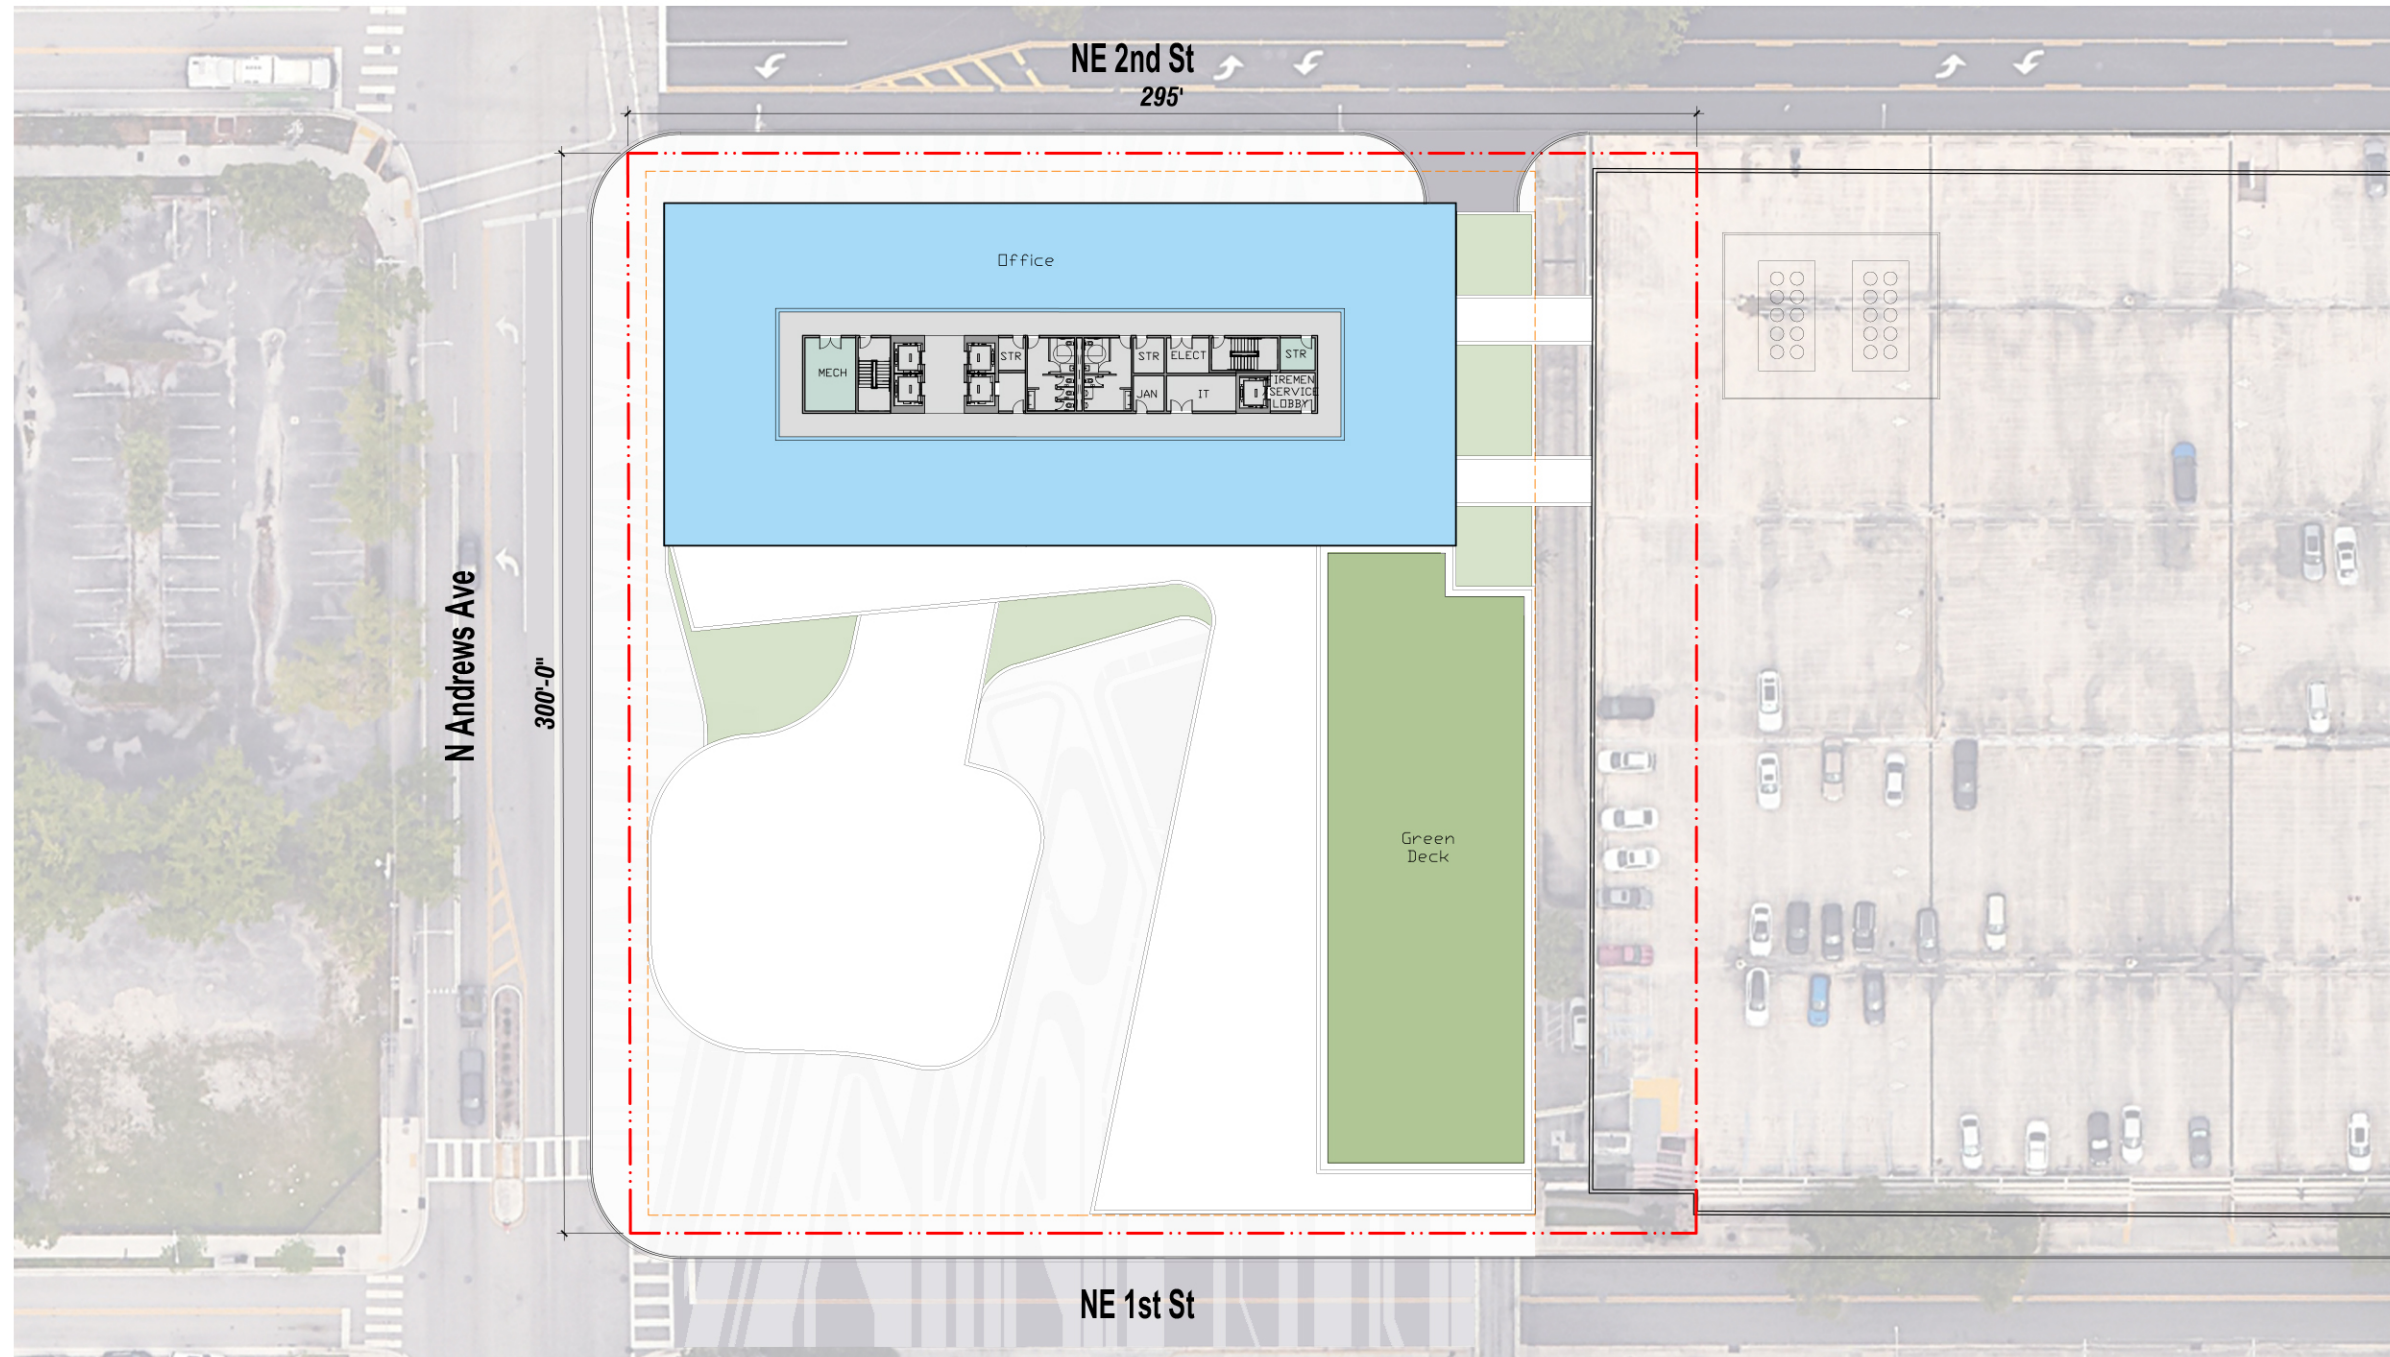 NE 2nd St
295'
Office
MECH
STR
STR
ELECT
STR
JAN
IT
IREMEN
SERVICE
LOBBY
N Andrews Ave
300'-0"
Green
Deck
NE 1st St